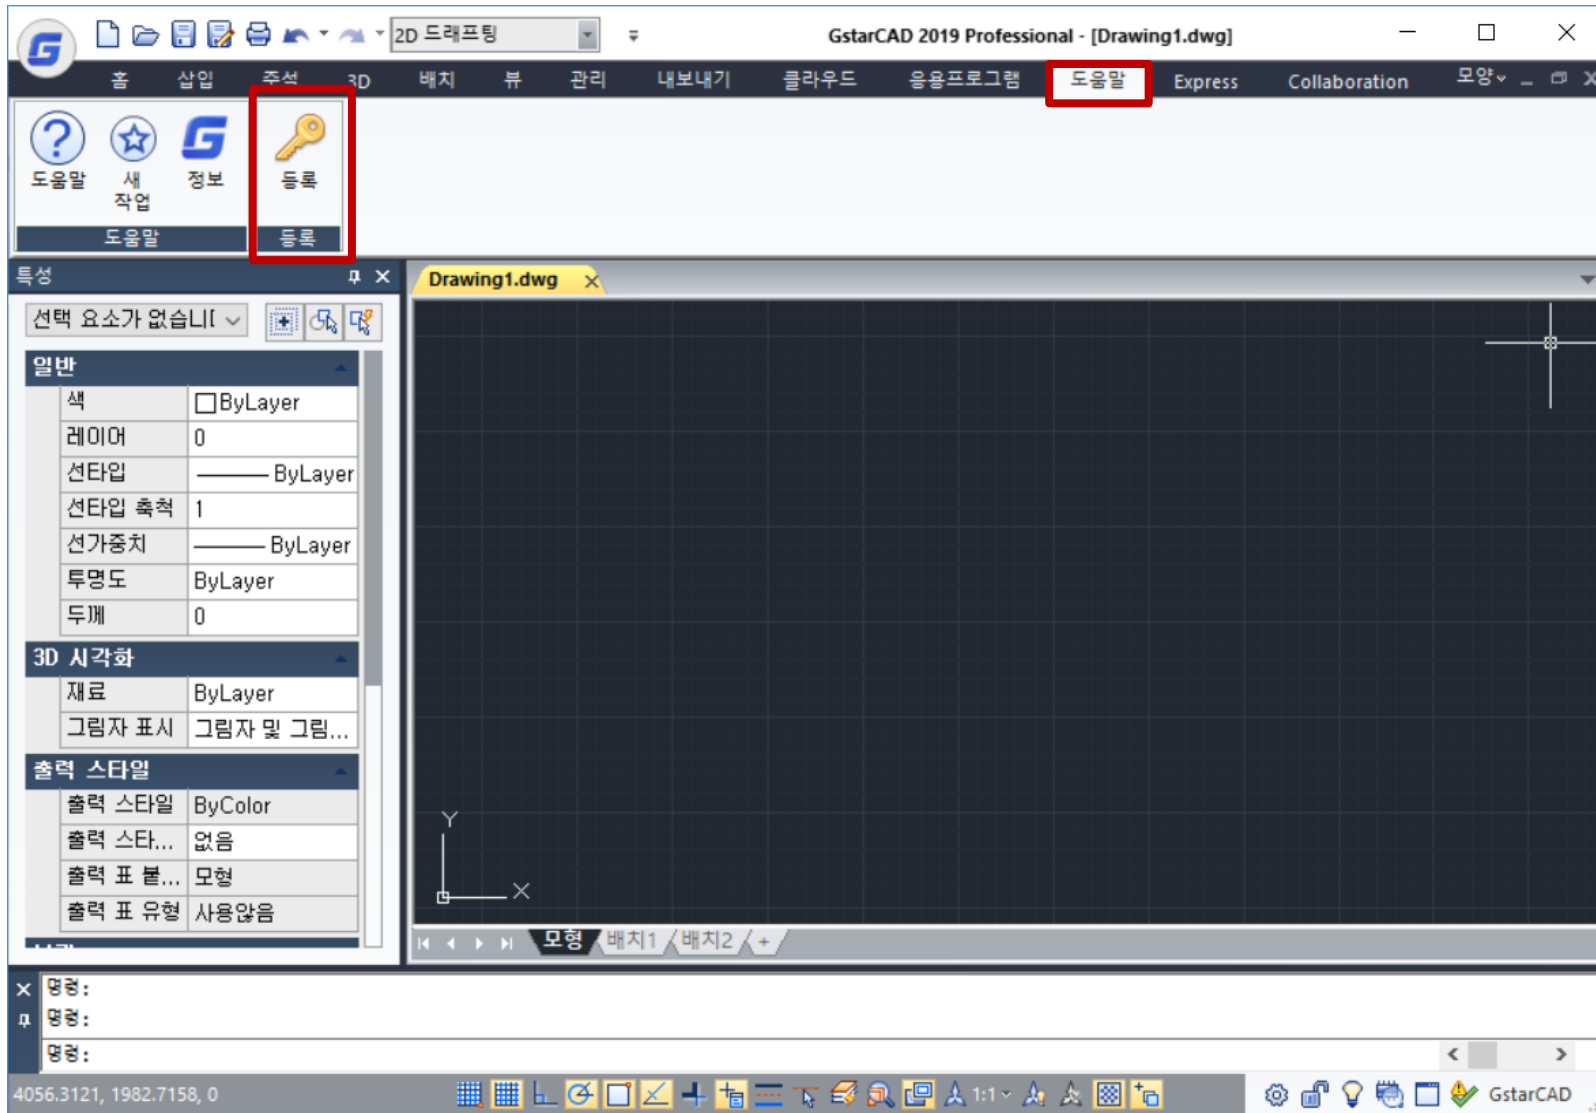 2D 드래프팅
GstarCAD 2019 Professional - [Drawing1.dwg]
홈 삽입 주석 3D 배치 뷰 관리 내보내기 클라우드 응용프로그램 도움말 Express Collaboration 모양
도움말 새 작업 정보 등록
도움말 등록
특성
Drawing1.dwg
선택 요소가 없습니다
일반
색 ByLayer
레이어 0
선타입 ByLayer
선타입 축척 1
선가중치 ByLayer
투명도 ByLayer
두께 0
3D 시각화
재료 ByLayer
그림자 표시 그림자 및 그림...
출력 스타일
출력 스타일 ByColor
출력 스타... 없음
출력 표 붙... 모형
출력 표 유형 사용않음
Y
X
모형 배치1 배치2 +
명령:
명령:
명령:
4056.3121, 1982.7158, 0
1:1
GstarCAD